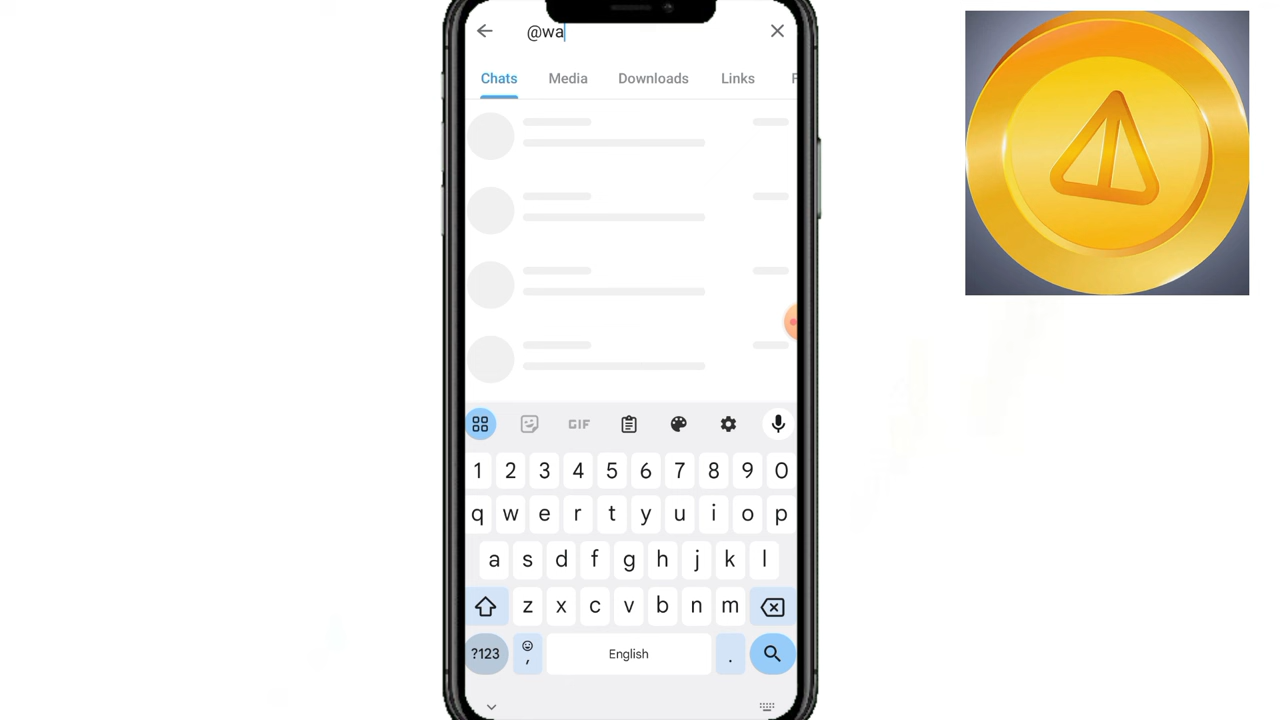 @wa
Chats Media Downloads Links F
GIF
1 2 3 4 5 6 7 8 9 0
q w e r t y u i o p
a s d f g h j k l
z x c v b n m
?123 , English .